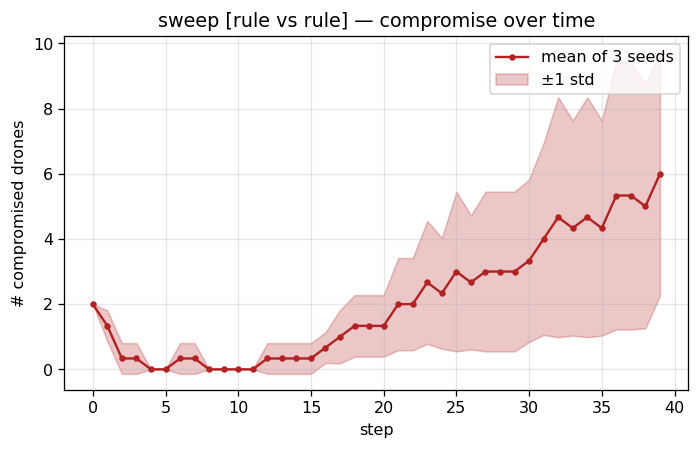 sweep [rule vs rule] — compromise over time
mean of 3 seeds
±1 std
# compromised drones
10
8
6
4
2
0
0 5 10 15 20 25 30 35 40
step